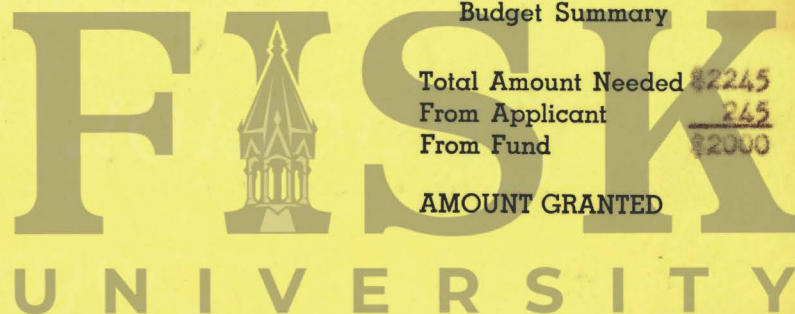 Budget Summary
Total Amount Needed $2245
From Applicant 245
From Fund $2000
AMOUNT GRANTED
FISK
UNIVERSITY